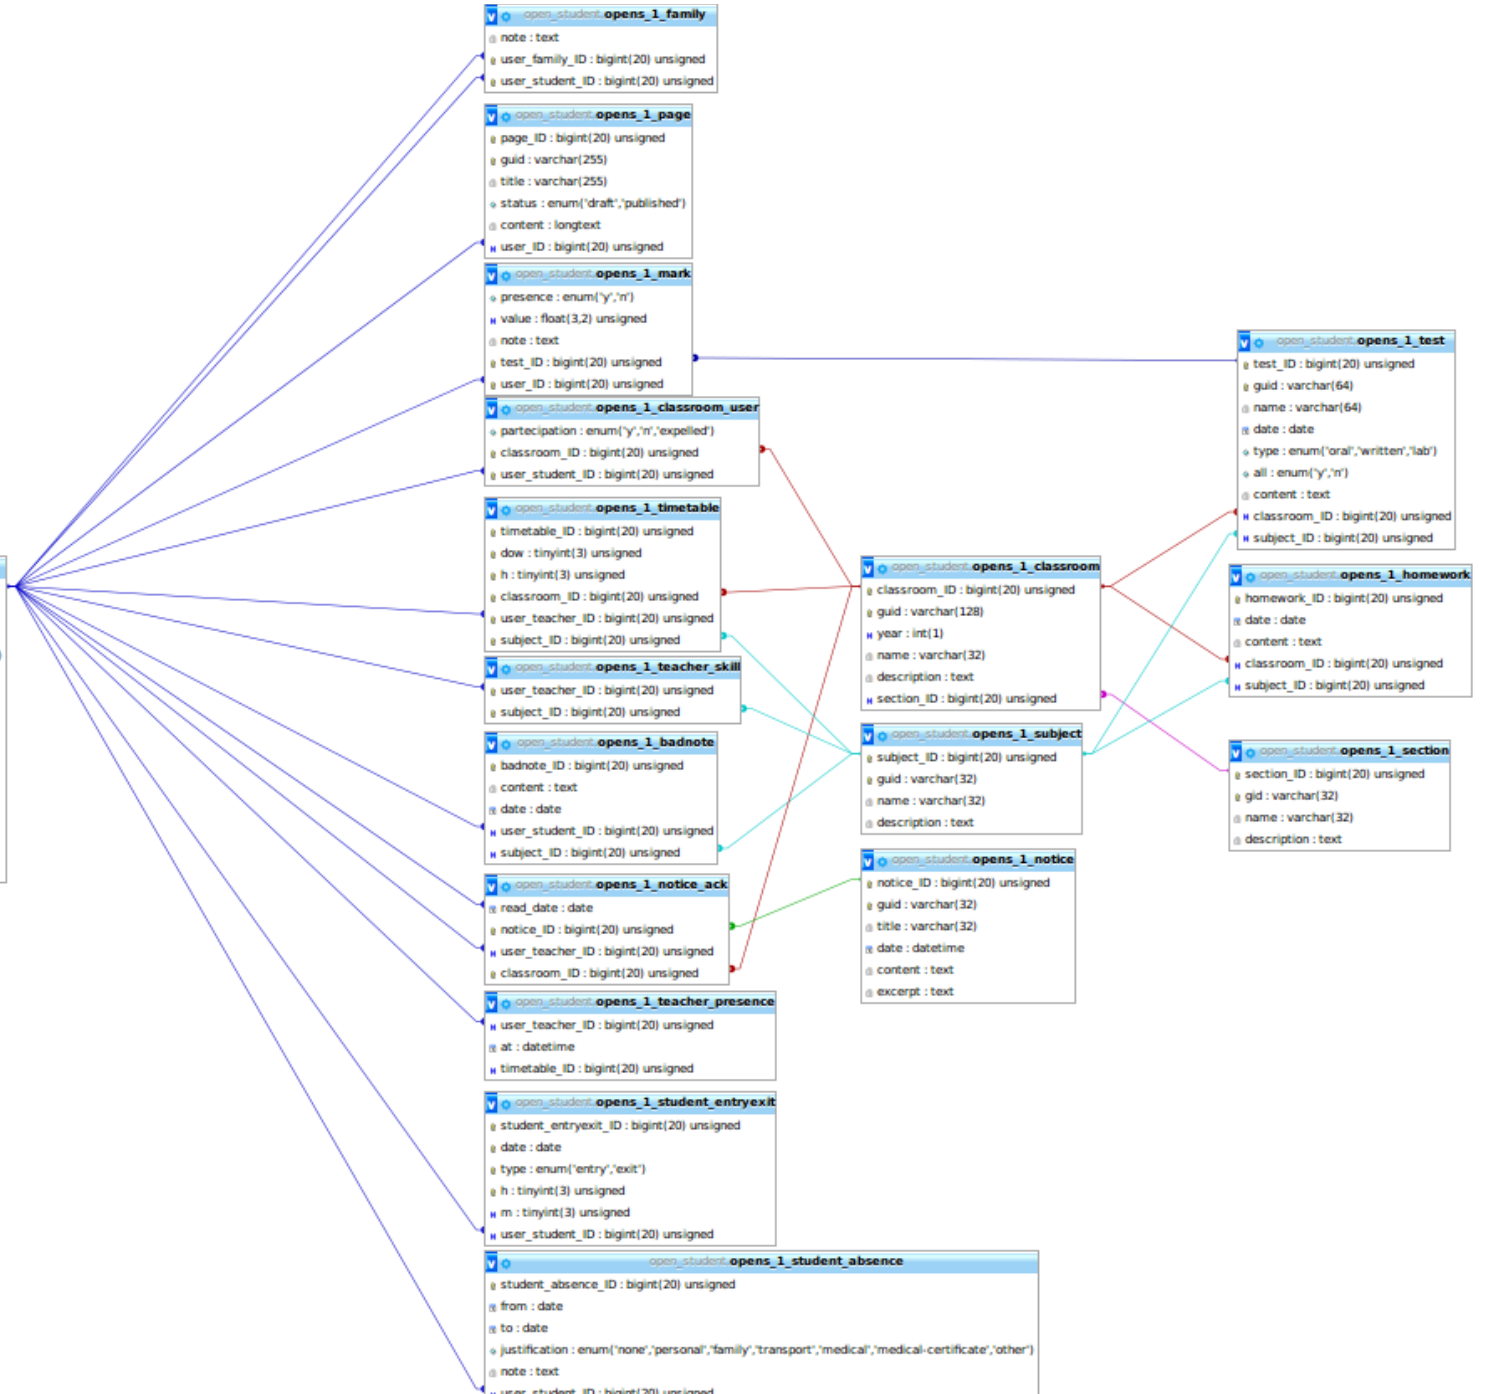 open_student.opens_1_family
note : text
user_family_ID : bigint(20) unsigned
user_student_ID : bigint(20) unsigned
open_student.opens_1_page
page_ID : bigint(20) unsigned
guid : varchar(255)
title : varchar(255)
status : enum('draft','published')
content : longtext
user_ID : bigint(20) unsigned
open_student.opens_1_mark
presence : enum('y','n')
value : float(3,2) unsigned
note : text
test_ID : bigint(20) unsigned
user_ID : bigint(20) unsigned
open_student.opens_1_classroom_user
partecipation : enum('y','n','expelled')
classroom_ID : bigint(20) unsigned
user_student_ID : bigint(20) unsigned
open_student.opens_1_timetable
timetable_ID : bigint(20) unsigned
dow : tinyint(3) unsigned
h : tinyint(3) unsigned
classroom_ID : bigint(20) unsigned
user_teacher_ID : bigint(20) unsigned
subject_ID : bigint(20) unsigned
open_student.opens_1_teacher_skill
user_teacher_ID : bigint(20) unsigned
subject_ID : bigint(20) unsigned
open_student.opens_1_badnote
badnote_ID : bigint(20) unsigned
content : text
date : date
user_student_ID : bigint(20) unsigned
subject_ID : bigint(20) unsigned
open_student.opens_1_notice_ack
read_date : date
notice_ID : bigint(20) unsigned
user_teacher_ID : bigint(20) unsigned
classroom_ID : bigint(20) unsigned
open_student.opens_1_teacher_presence
user_teacher_ID : bigint(20) unsigned
at : datetime
timetable_ID : bigint(20) unsigned
open_student.opens_1_student_entryexit
student_entryexit_ID : bigint(20) unsigned
date : date
type : enum('entry','exit')
h : tinyint(3) unsigned
m : tinyint(3) unsigned
user_student_ID : bigint(20) unsigned
open_student.opens_1_student_absence
student_absence_ID : bigint(20) unsigned
from : date
to : date
justification : enum('none','personal','family','transport','medical','medical-certificate','other')
note : text
user_student_ID : bigint(20) unsigned
open_student.opens_1_classroom
classroom_ID : bigint(20) unsigned
guid : varchar(128)
year : int(1)
name : varchar(32)
description : text
section_ID : bigint(20) unsigned
open_student.opens_1_subject
subject_ID : bigint(20) unsigned
guid : varchar(32)
name : varchar(32)
description : text
open_student.opens_1_notice
notice_ID : bigint(20) unsigned
guid : varchar(32)
title : varchar(32)
date : datetime
content : text
excerpt : text
open_student.opens_1_test
test_ID : bigint(20) unsigned
guid : varchar(64)
name : varchar(64)
date : date
type : enum('oral','written','lab')
all : enum('y','n')
content : text
classroom_ID : bigint(20) unsigned
subject_ID : bigint(20) unsigned
open_student.opens_1_homework
homework_ID : bigint(20) unsigned
date : date
content : text
classroom_ID : bigint(20) unsigned
subject_ID : bigint(20) unsigned
open_student.opens_1_section
section_ID : bigint(20) unsigned
gid : varchar(32)
name : varchar(32)
description : text